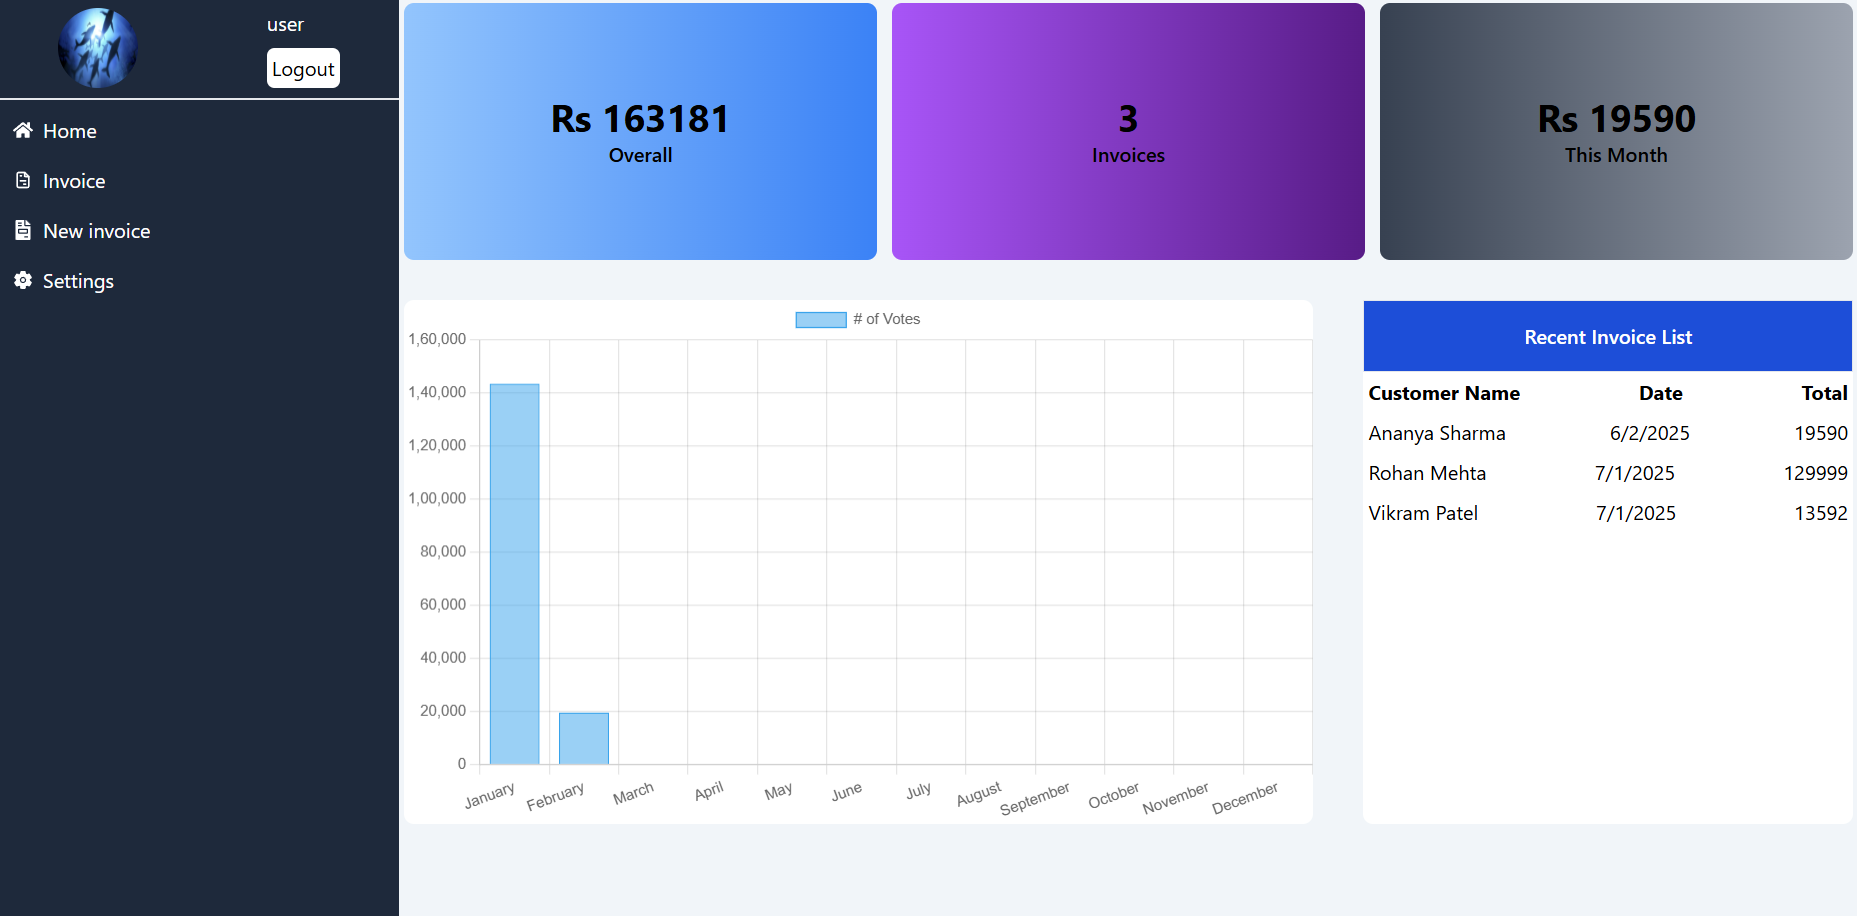 user
Logout
Home
Invoice
New invoice
Settings
Rs 163181
Overall
3
Invoices
Rs 19590
This Month
# of Votes
1,60,000
1,40,000
1,20,000
1,00,000
80,000
60,000
40,000
20,000
0
January February March April May June July August September October November December
Recent Invoice List
Customer Name Date Total
Ananya Sharma 6/2/2025 19590
Rohan Mehta 7/1/2025 129999
Vikram Patel 7/1/2025 13592